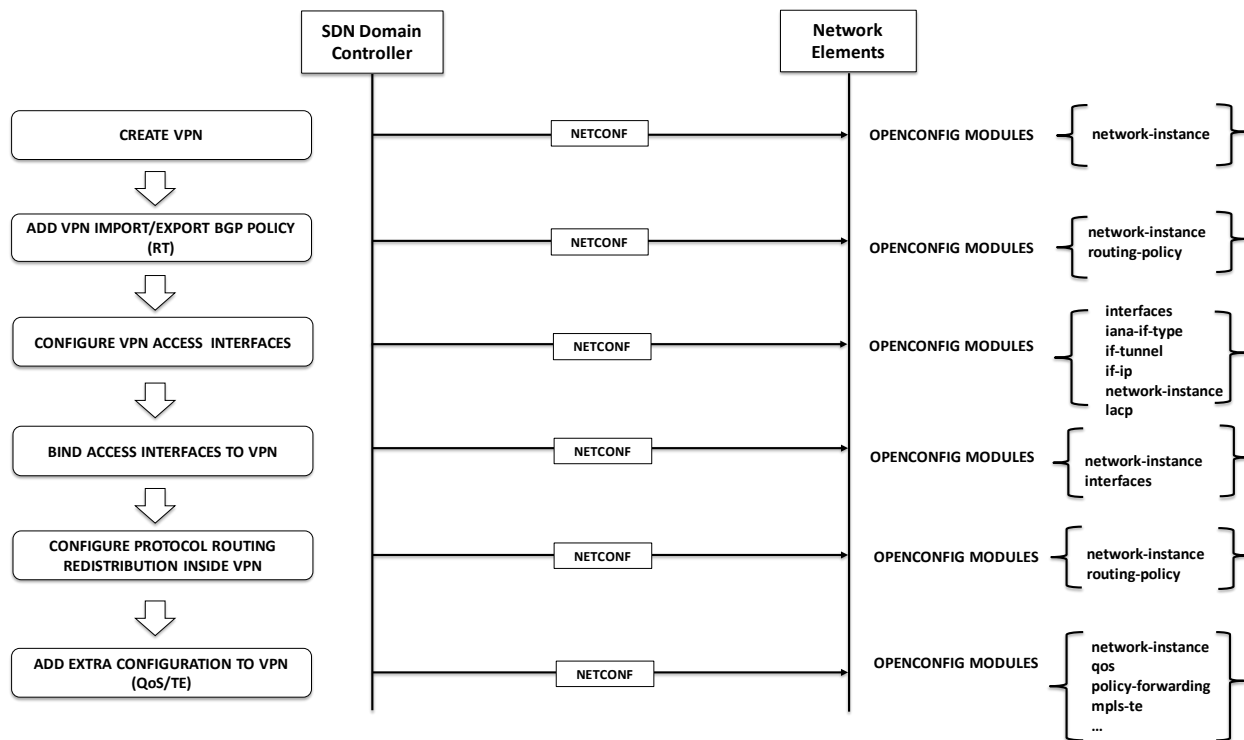 SDN Domain
Controller
Network
Elements
CREATE VPN
NETCONF
OPENCONFIG MODULES
network-instance
ADD VPN IMPORT/EXPORT BGP POLICY
(RT)
NETCONF
OPENCONFIG MODULES
network-instance
routing-policy
CONFIGURE VPN ACCESS INTERFACES
NETCONF
OPENCONFIG MODULES
interfaces
iana-if-type
if-tunnel
if-ip
network-instance
lacp
BIND ACCESS INTERFACES TO VPN
NETCONF
OPENCONFIG MODULES
network-instance
interfaces
CONFIGURE PROTOCOL ROUTING
REDISTRIBUTION INSIDE VPN
NETCONF
OPENCONFIG MODULES
network-instance
routing-policy
ADD EXTRA CONFIGURATION TO VPN
(QoS/TE)
NETCONF
OPENCONFIG MODULES
network-instance
qos
policy-forwarding
mpls-te
...